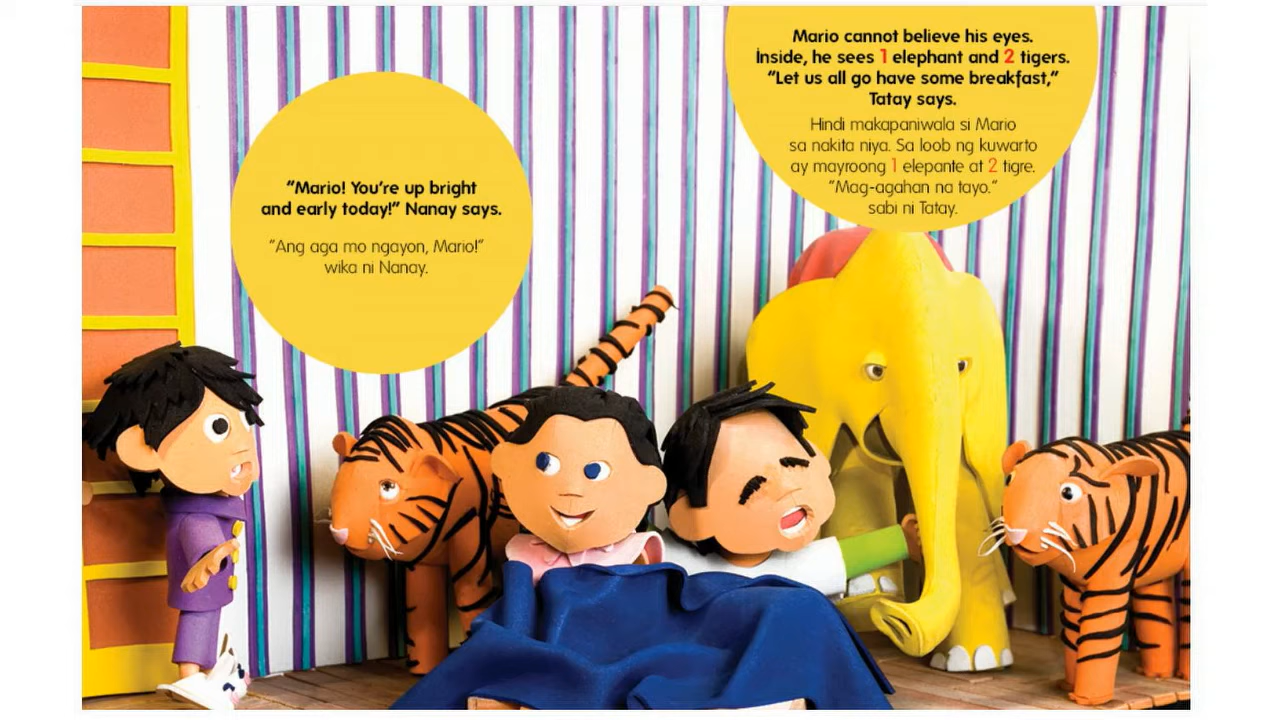 "Mario! You're up bright
and early today!" Nanay says.
"Ang aga mo ngayon, Mario!"
wika ni Nanay.
Mario cannot believe his eyes.
Inside, he sees 1 elephant and 2 tigers.
"Let us all go have some breakfast,"
Tatay says.
Hindi makapaniwala si Mario
sa nakita niya. Sa loob ng kuwarto
ay mayroong 1 elepante at 2 tigre.
"Mag-agahan na tayo."
sabi ni Tatay.